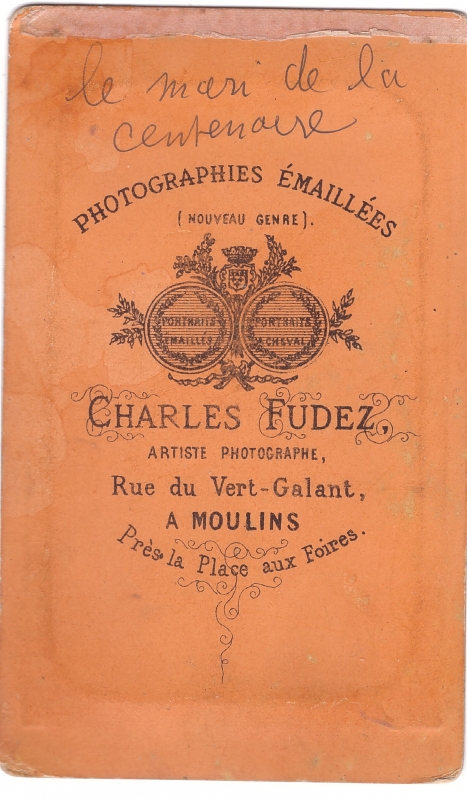 le mari de la
centenaire
PHOTOGRAPHIES ÉMAILLÉES
(NOUVEAU GENRE).
PORTRAITS ÉMAILLÉS
PORTRAITS A CHEVAL
CHARLES FUDEZ,
ARTISTE PHOTOGRAPHE,
Rue du Vert-Galant,
A MOULINS
Près la Place aux Foires.